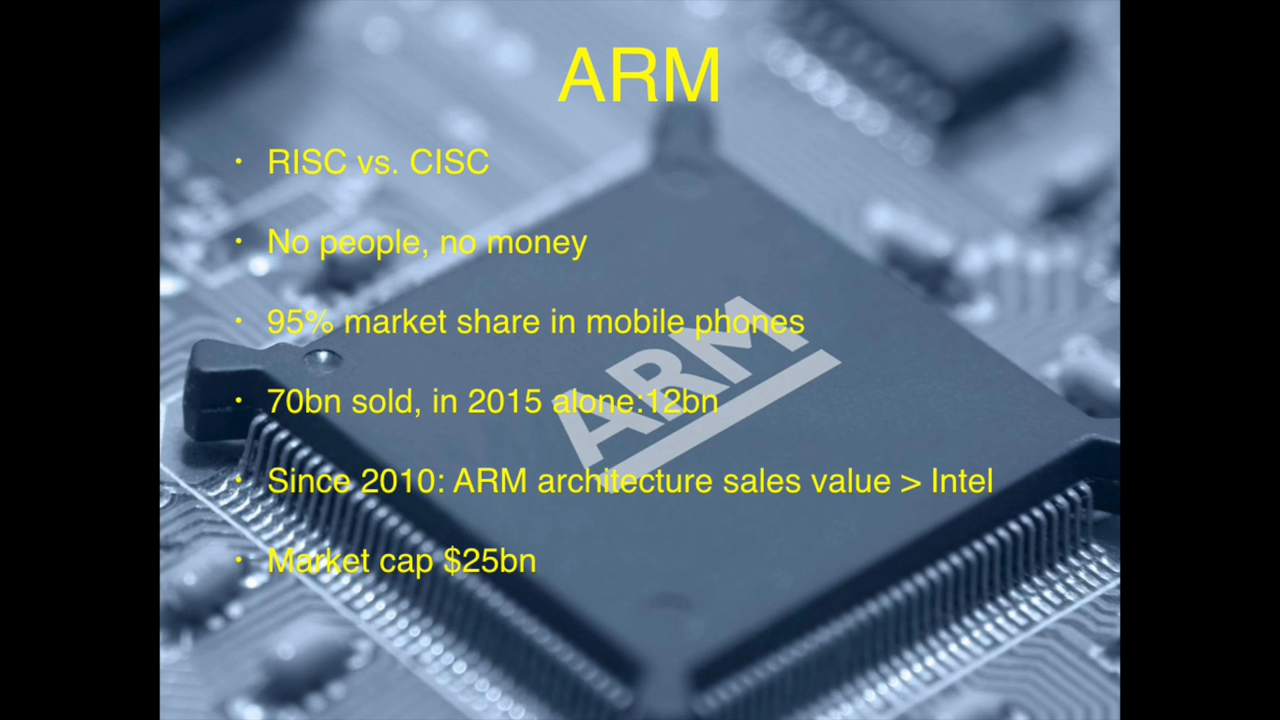 ARM
• RISC vs. CISC
• No people, no money
• 95% market share in mobile phones
• 70bn sold, in 2015 alone:12bn
• Since 2010: ARM architecture sales value > Intel
• Market cap $25bn
ARM